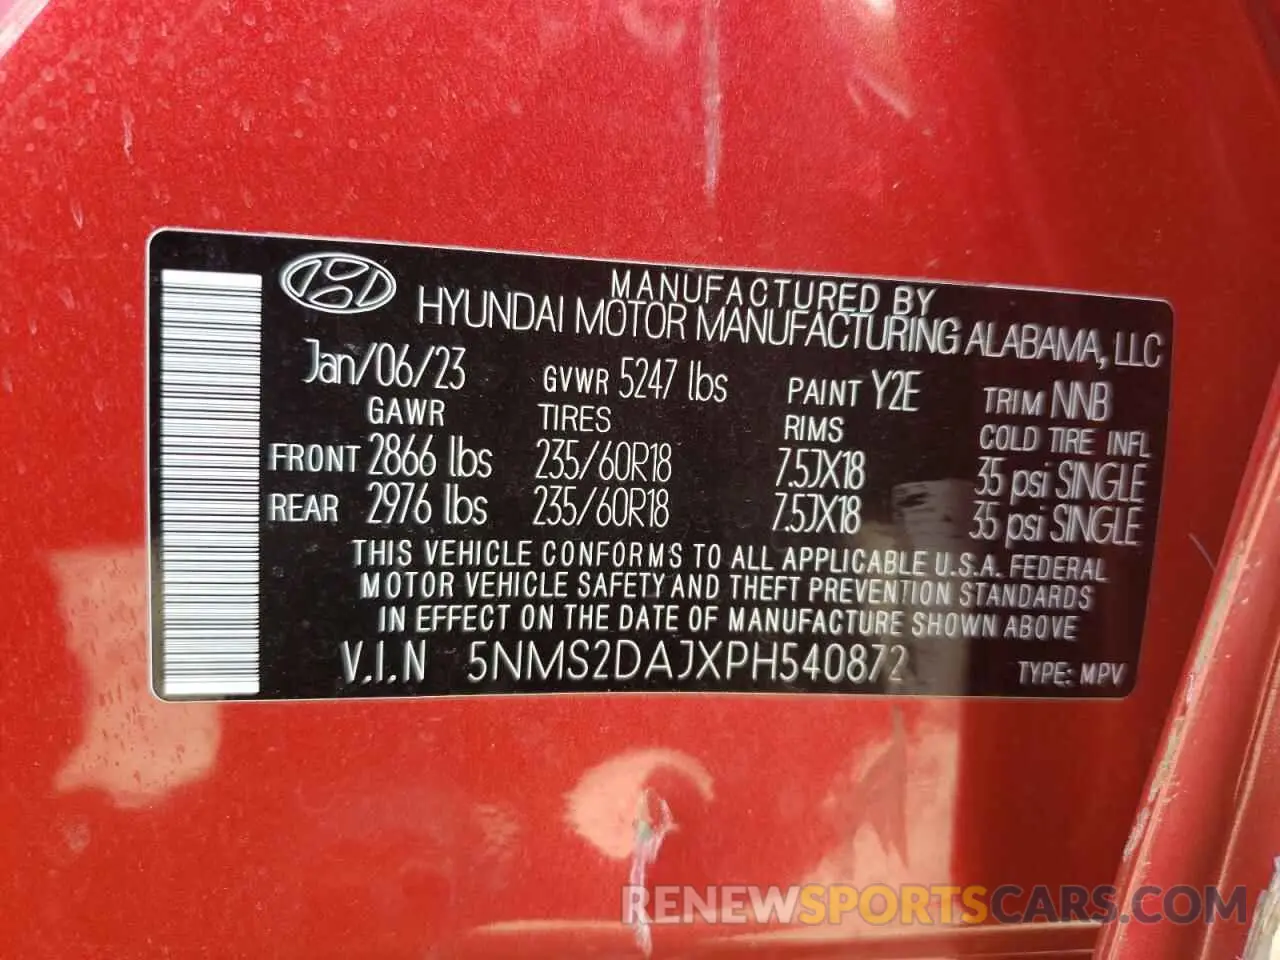 MANUFACTURED BY
HYUNDAI MOTOR MANUFACTURING ALABAMA, LLC
Jan/06/23 GVWR 5247 lbs PAINT Y2E TRIM NNB
GAWR TIRES RIMS COLD TIRE INFL
FRONT 2866 lbs 235/60R18 7.5JX18 35 psi SINGLE
REAR 2976 lbs 235/60R18 7.5JX18 35 psi SINGLE
THIS VEHICLE CONFORMS TO ALL APPLICABLE U.S.A. FEDERAL
MOTOR VEHICLE SAFETY AND THEFT PREVENTION STANDARDS
IN EFFECT ON THE DATE OF MANUFACTURE SHOWN ABOVE
V.I.N 5NMS2DAJXPH540872 TYPE: MPV
RENEWSPORTSCARS.COM